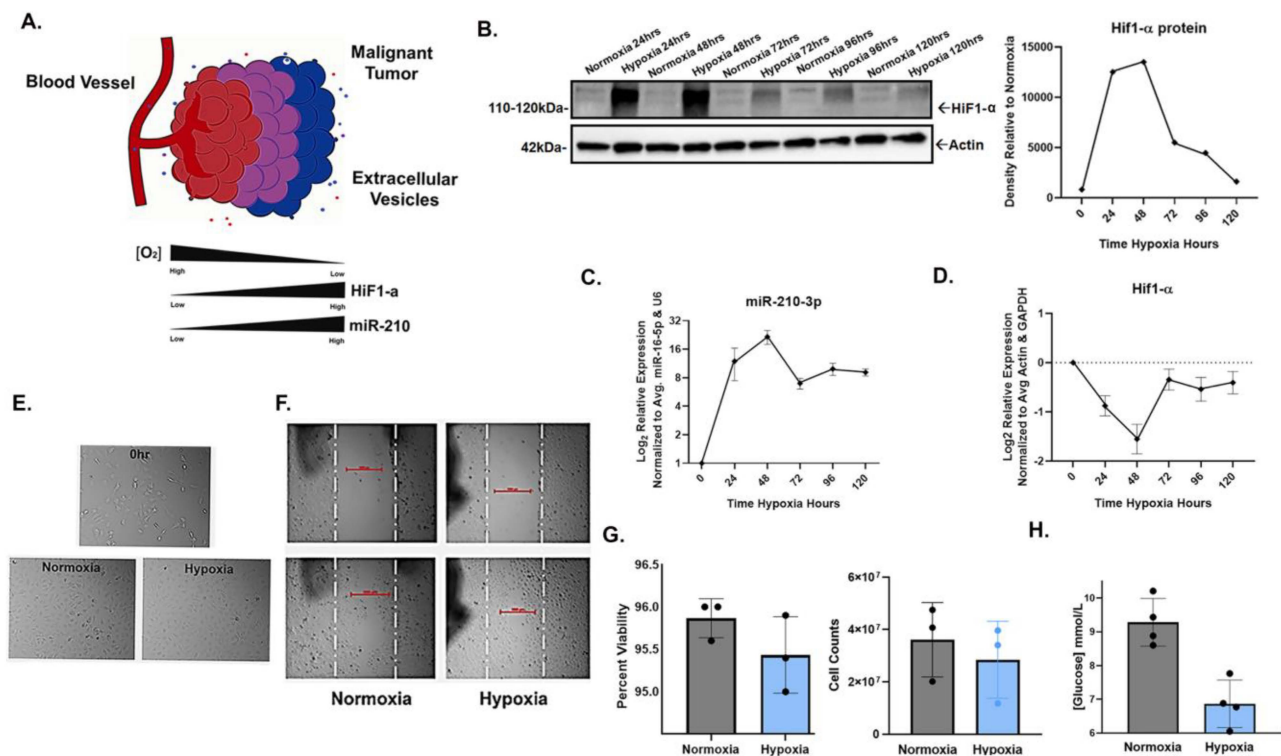 A.
Malignant
Tumor
Blood Vessel
Extracellular
Vesicles
[O₂]
High
Low
HiF1-a
Low
High
miR-210
Low
High
B.
Normoxia 24hrs
Hypoxia 24hrs
Normoxia 48hrs
Hypoxia 48hrs
Normoxia 72hrs
Hypoxia 72hrs
Normoxia 96hrs
Hypoxia 96hrs
Normoxia 120hrs
Hypoxia 120hrs
110-120kDa-
←HiF1-α
42kDa-
←Actin
Hif1-α protein
Density Relative to Normoxia
15000
10000
5000
0
0
24
48
72
96
120
Time Hypoxia Hours
C.
miR-210-3p
Log₂ Relative Expression
Normalized to Avg. miR-16-5p & U6
32
16
8
4
2
1
0
24
48
72
96
120
Time Hypoxia Hours
D.
Hif1-α
Log2 Relative Expression
Normalized to Avg Actin & GAPDH
1
0
-1
-2
0
24
48
72
96
120
Time Hypoxia Hours
E.
0hr
Normoxia
Hypoxia
F.
Normoxia
Hypoxia
G.
Percent Viability
96.5
96.0
95.5
95.0
Normoxia
Hypoxia
Cell Counts
6×10⁷
4×10⁷
2×10⁷
0
Normoxia
Hypoxia
H.
[Glucose] mmol/L
10
9
8
7
6
Normoxia
Hypoxia